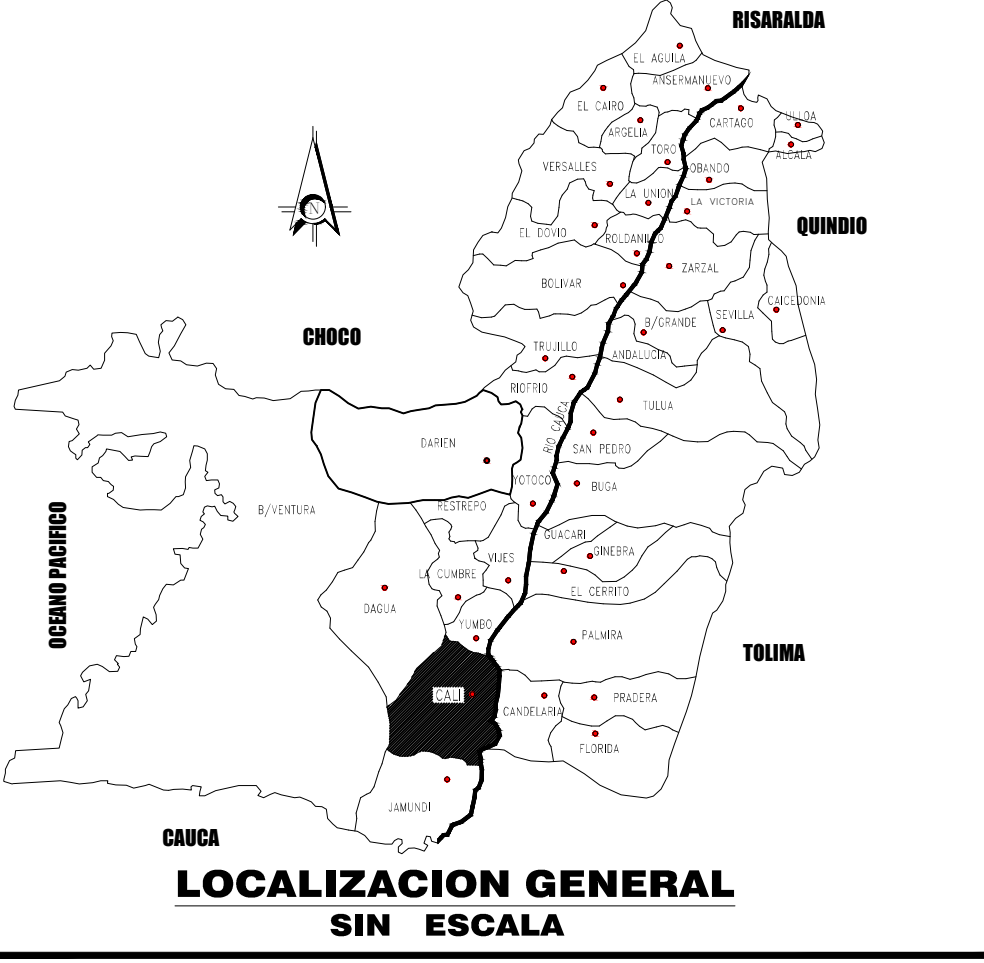 RISARALDA
EL AGUILA
ANSERMANUEVO
EL CAIRO
CARTAGO
ULLOA
ARGELIA
TORO
ALCALA
VERSALLES
OBANDO
LA UNION
LA VICTORIA
N
QUINDIO
EL DOVIO
ROLDANILLO
ZARZAL
BOLIVAR
CAICEDONIA
SEVILLA
B/GRANDE
CHOCO
TRUJILLO
ANDALUCIA
RIOFRIO
TULUA
RIO CAUCA
DARIEN
SAN PEDRO
YOTOCO
BUGA
RESTREPO
B/VENTURA
OCEANO PACIFICO
GUACARI
GINEBRA
VIJES
LA CUMBRE
EL CERRITO
DAGUA
YUMBO
PALMIRA
TOLIMA
CALI
PRADERA
CANDELARIA
FLORIDA
JAMUNDI
CAUCA
LOCALIZACION GENERAL
SIN ESCALA